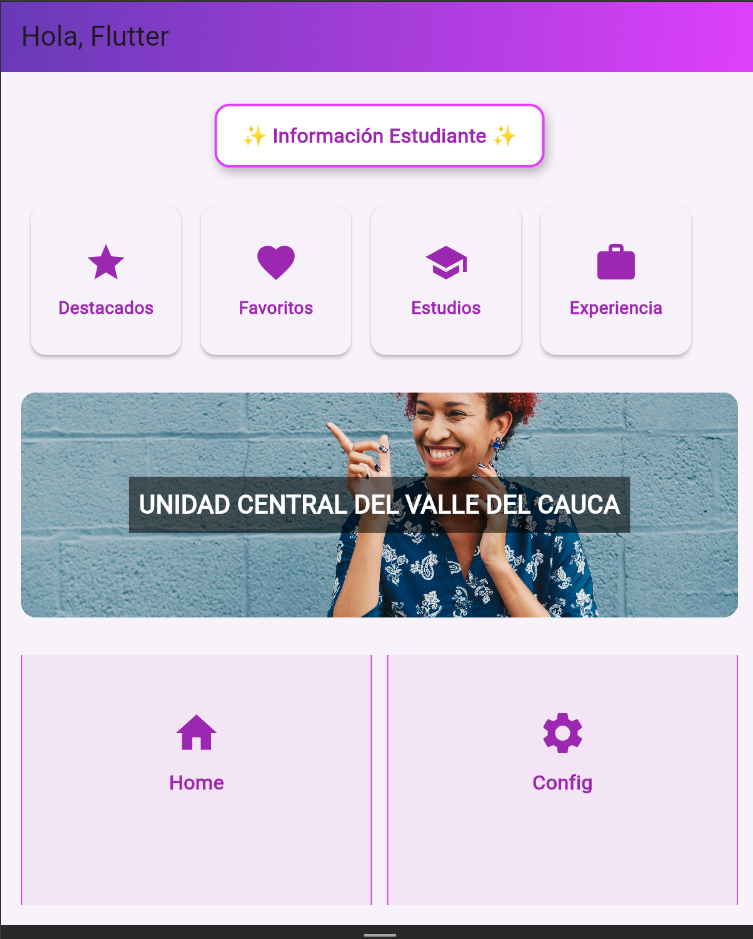 Hola, Flutter
✨ Información Estudiante ✨
Destacados
Favoritos
Estudios
Experiencia
UNIDAD CENTRAL DEL VALLE DEL CAUCA
Home
Config